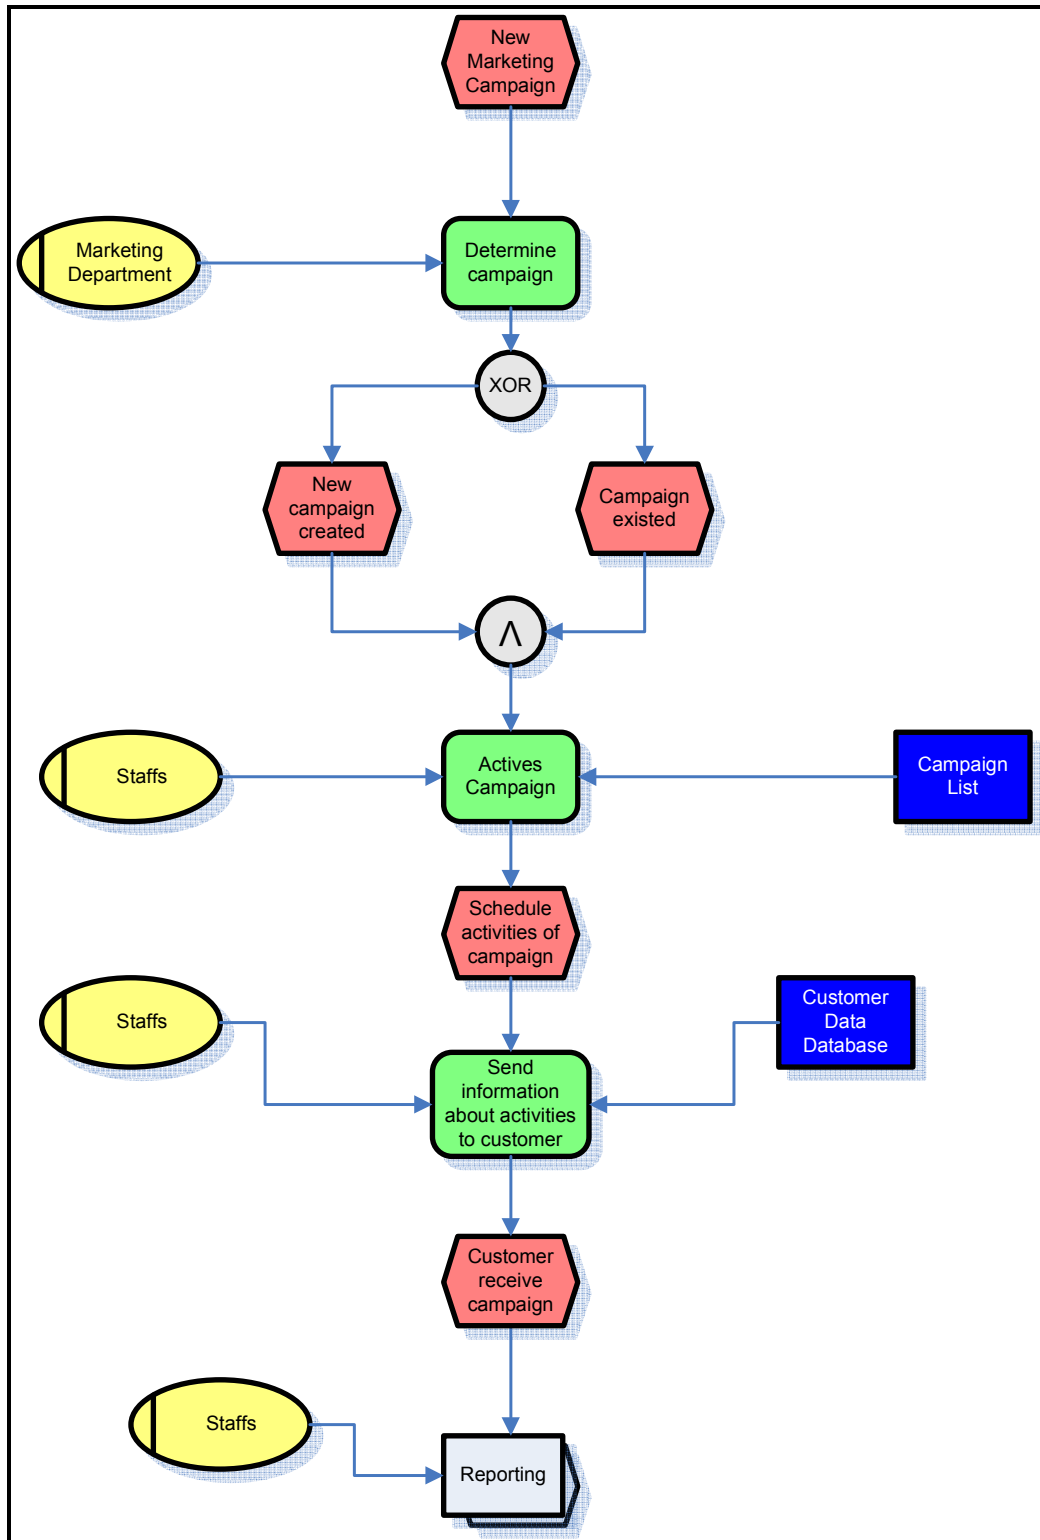 New
Marketing
Campaign
Marketing
Department
Determine
campaign
XOR
New
campaign
created
Campaign
existed
Λ
Staffs
Actives
Campaign
Campaign
List
Schedule
activities of
campaign
Staffs
Customer
Data
Database
Send
information
about activities
to customer
Customer
receive
campaign
Staffs
Reporting